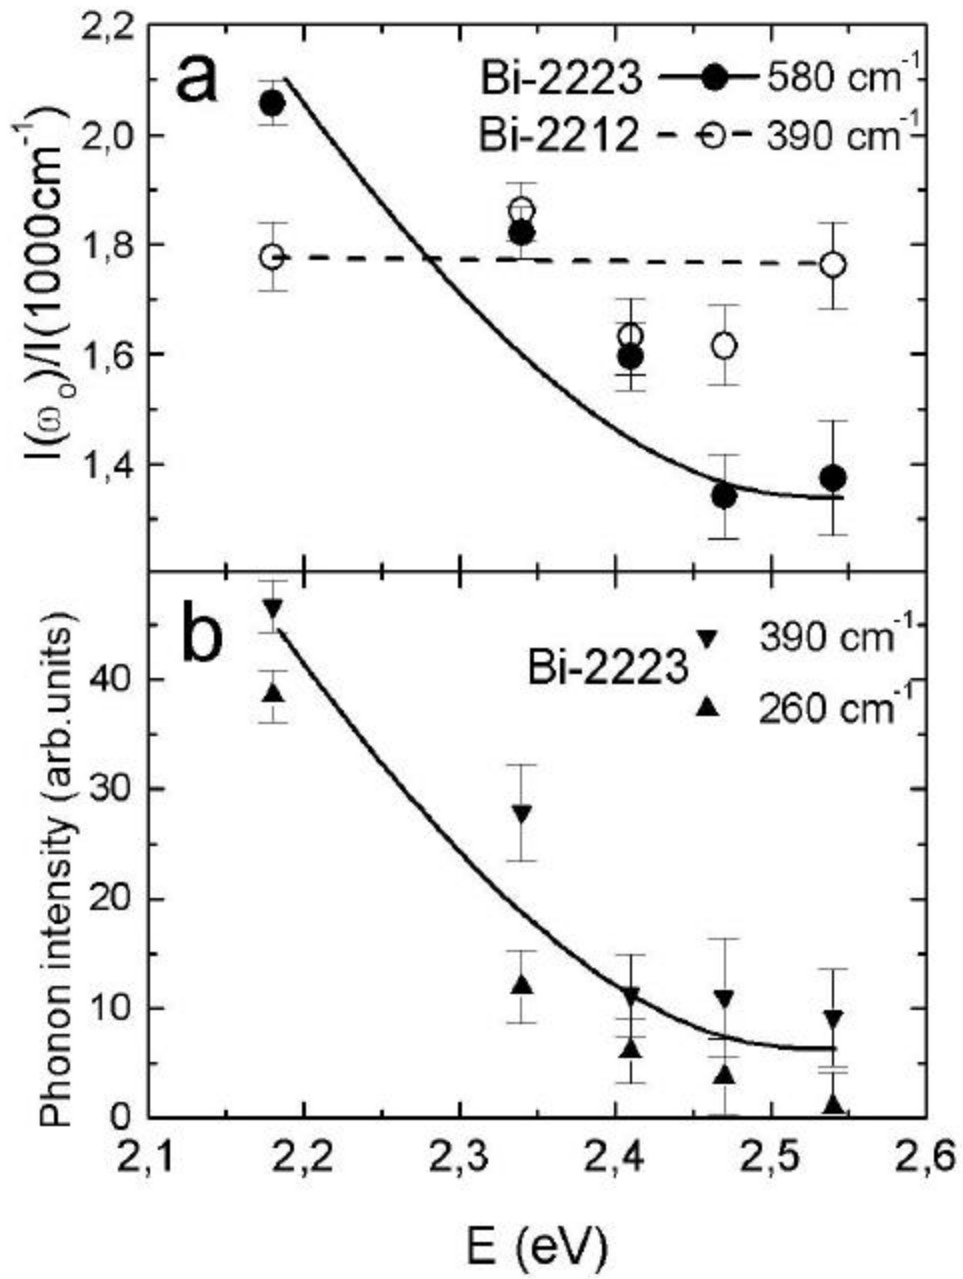 2,2
a
Bi-2223 580 cm⁻¹
Bi-2212 390 cm⁻¹
2,0
1,8
1,6
1,4
I(ω₀)/I(1000cm⁻¹)
b
Bi-2223
390 cm⁻¹
260 cm⁻¹
40
30
20
10
0
Phonon intensity (arb.units)
2,1 2,2 2,3 2,4 2,5 2,6
E (eV)